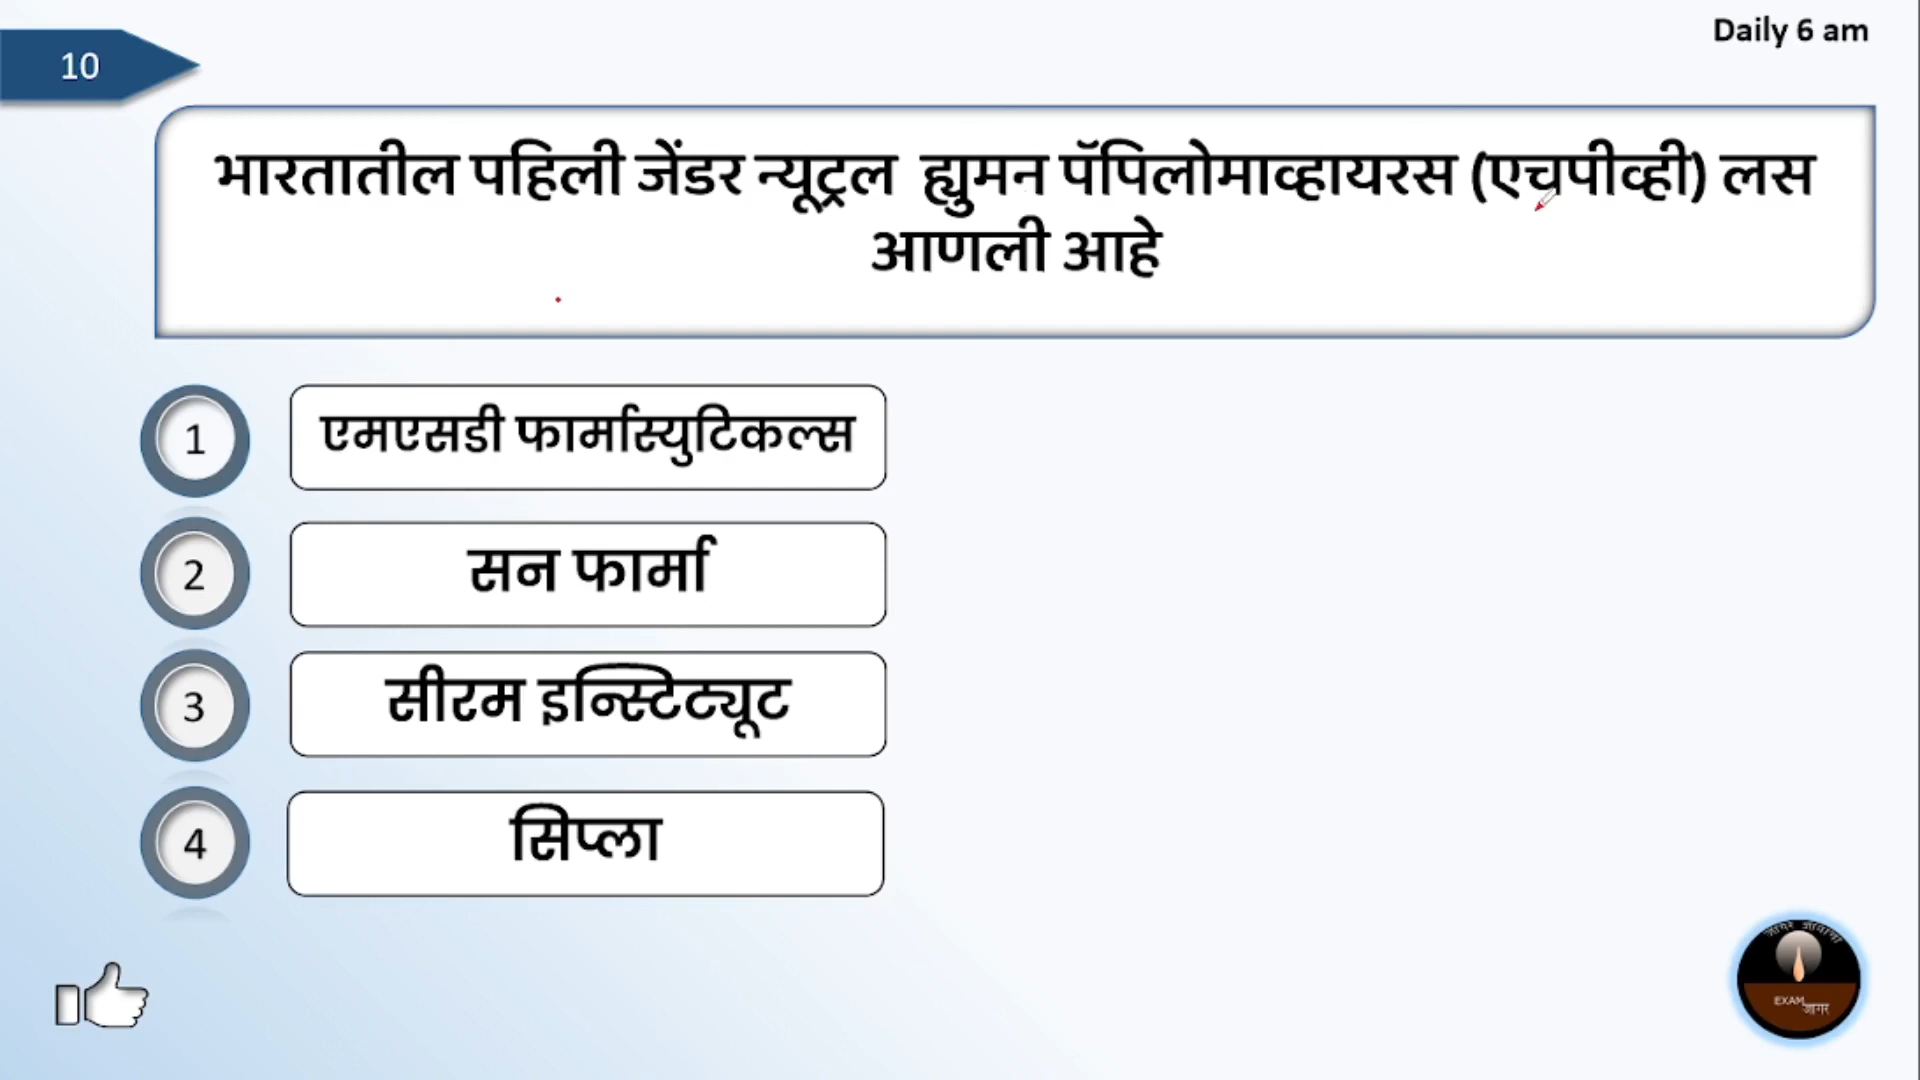 Daily 6 am
10
भारतातील पहिली जेंडर न्यूट्रल ह्युमन पॅपिलोमाव्हायरस (एचपीव्ही) लस
आणली आहे
1
एमएसडी फार्मास्युटिकल्स
2
सन फार्मा
3
सीरम इन्स्टिट्यूट
4
सिप्ला
EXAM
जागर